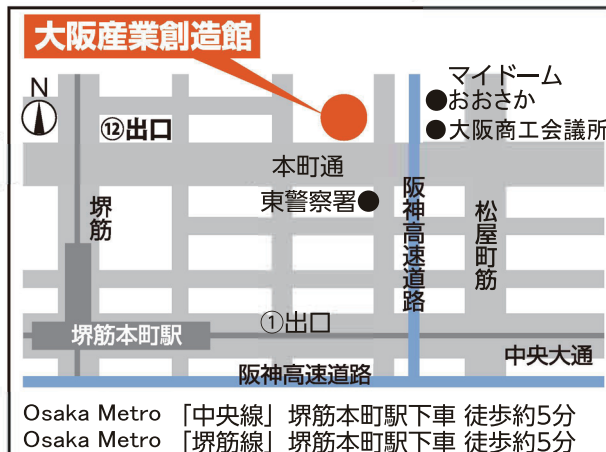 大阪産業創造館
N
⑫出口
マイドーム
●おおさか
●大阪商工会議所
本町通
東警察署●
堺筋
阪神高速道路
松屋町筋
①出口
堺筋本町駅
中央大通
阪神高速道路
Osaka Metro 「中央線」堺筋本町駅下車 徒歩約5分
Osaka Metro 「堺筋線」堺筋本町駅下車 徒歩約5分